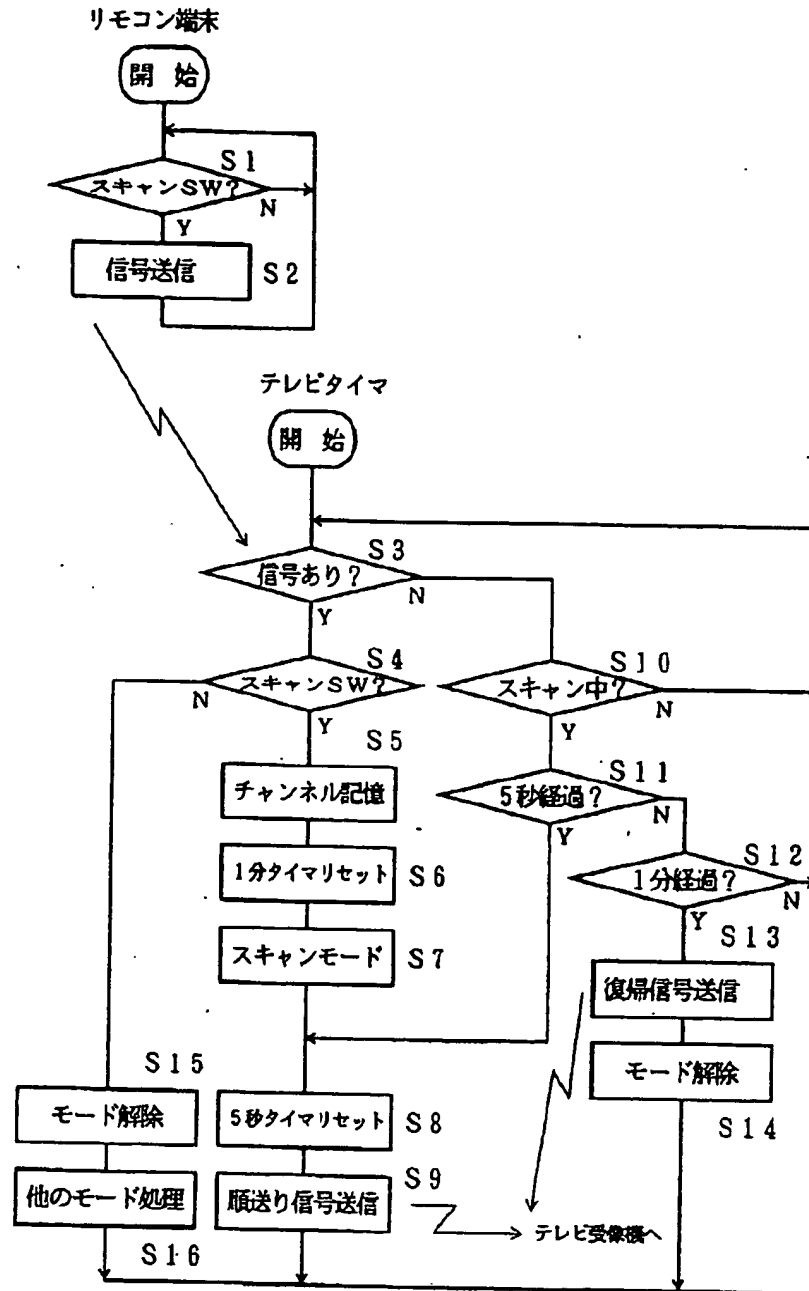 リモコン端末
開 始
S1
スキャンSW?
N
Y
信号送信
S2
テレビタイマ
開 始
S3
信号あり?
N
Y
S4
スキャンSW?
N
Y
S10
スキャン中?
N
Y
S5
チャンネル記憶
S11
5秒経過?
N
Y
1分タイマリセット
S6
S12
1分経過?
N
Y
スキャンモード
S7
S13
復帰信号送信
S15
モード解除
モード解除
S14
5秒タイマリセット
S8
S9
他のモード処理
順送り信号送信
テレビ受像機へ
S16